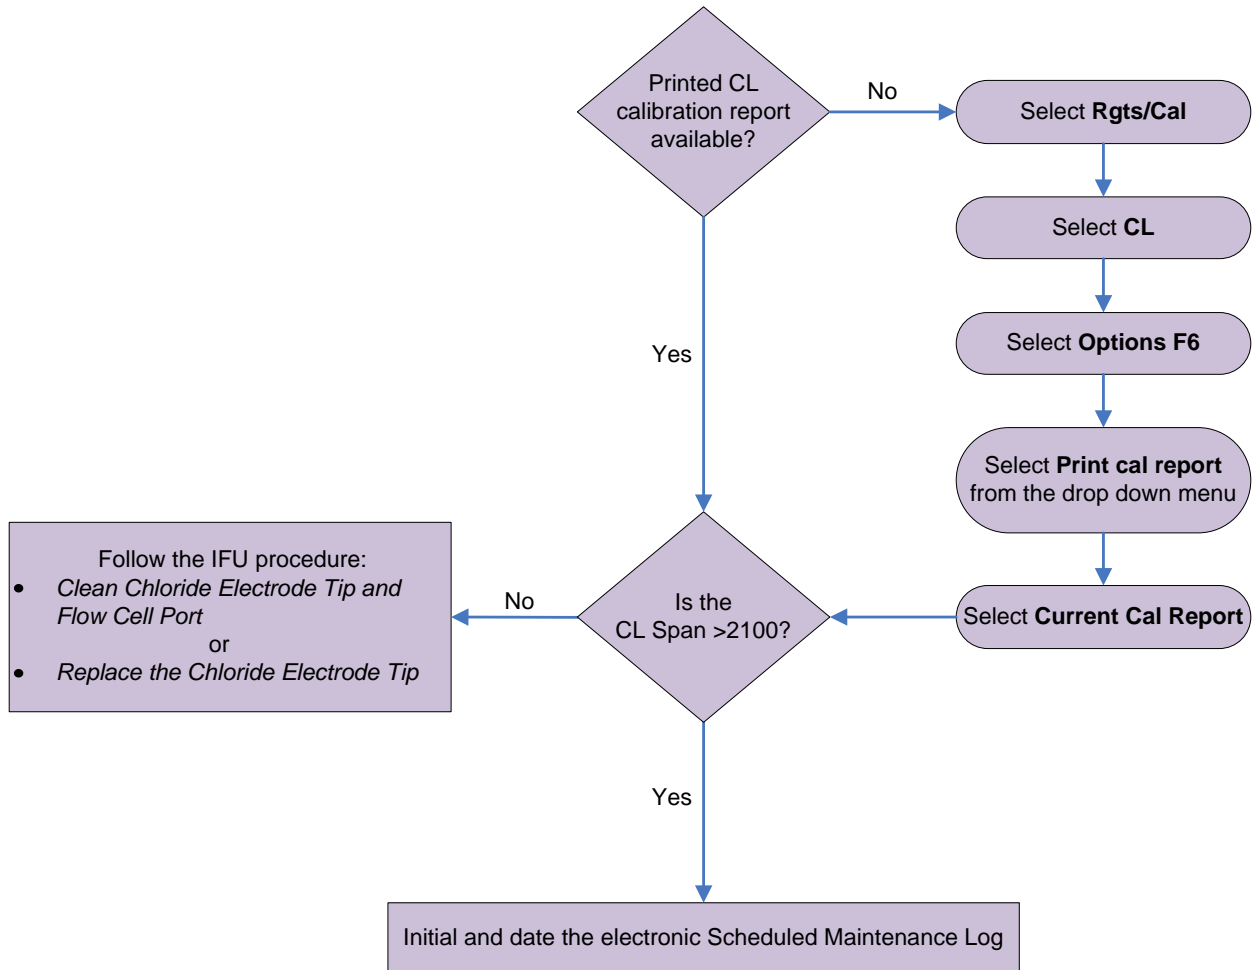 Printed CL
calibration report
available?
No
Select Rgts/Cal
Select CL
Select Options F6
Yes
Select Print cal report
from the drop down menu
Follow the IFU procedure:
• Clean Chloride Electrode Tip and
Flow Cell Port
or
• Replace the Chloride Electrode Tip
No
Is the
CL Span >2100?
Select Current Cal Report
Yes
Initial and date the electronic Scheduled Maintenance Log